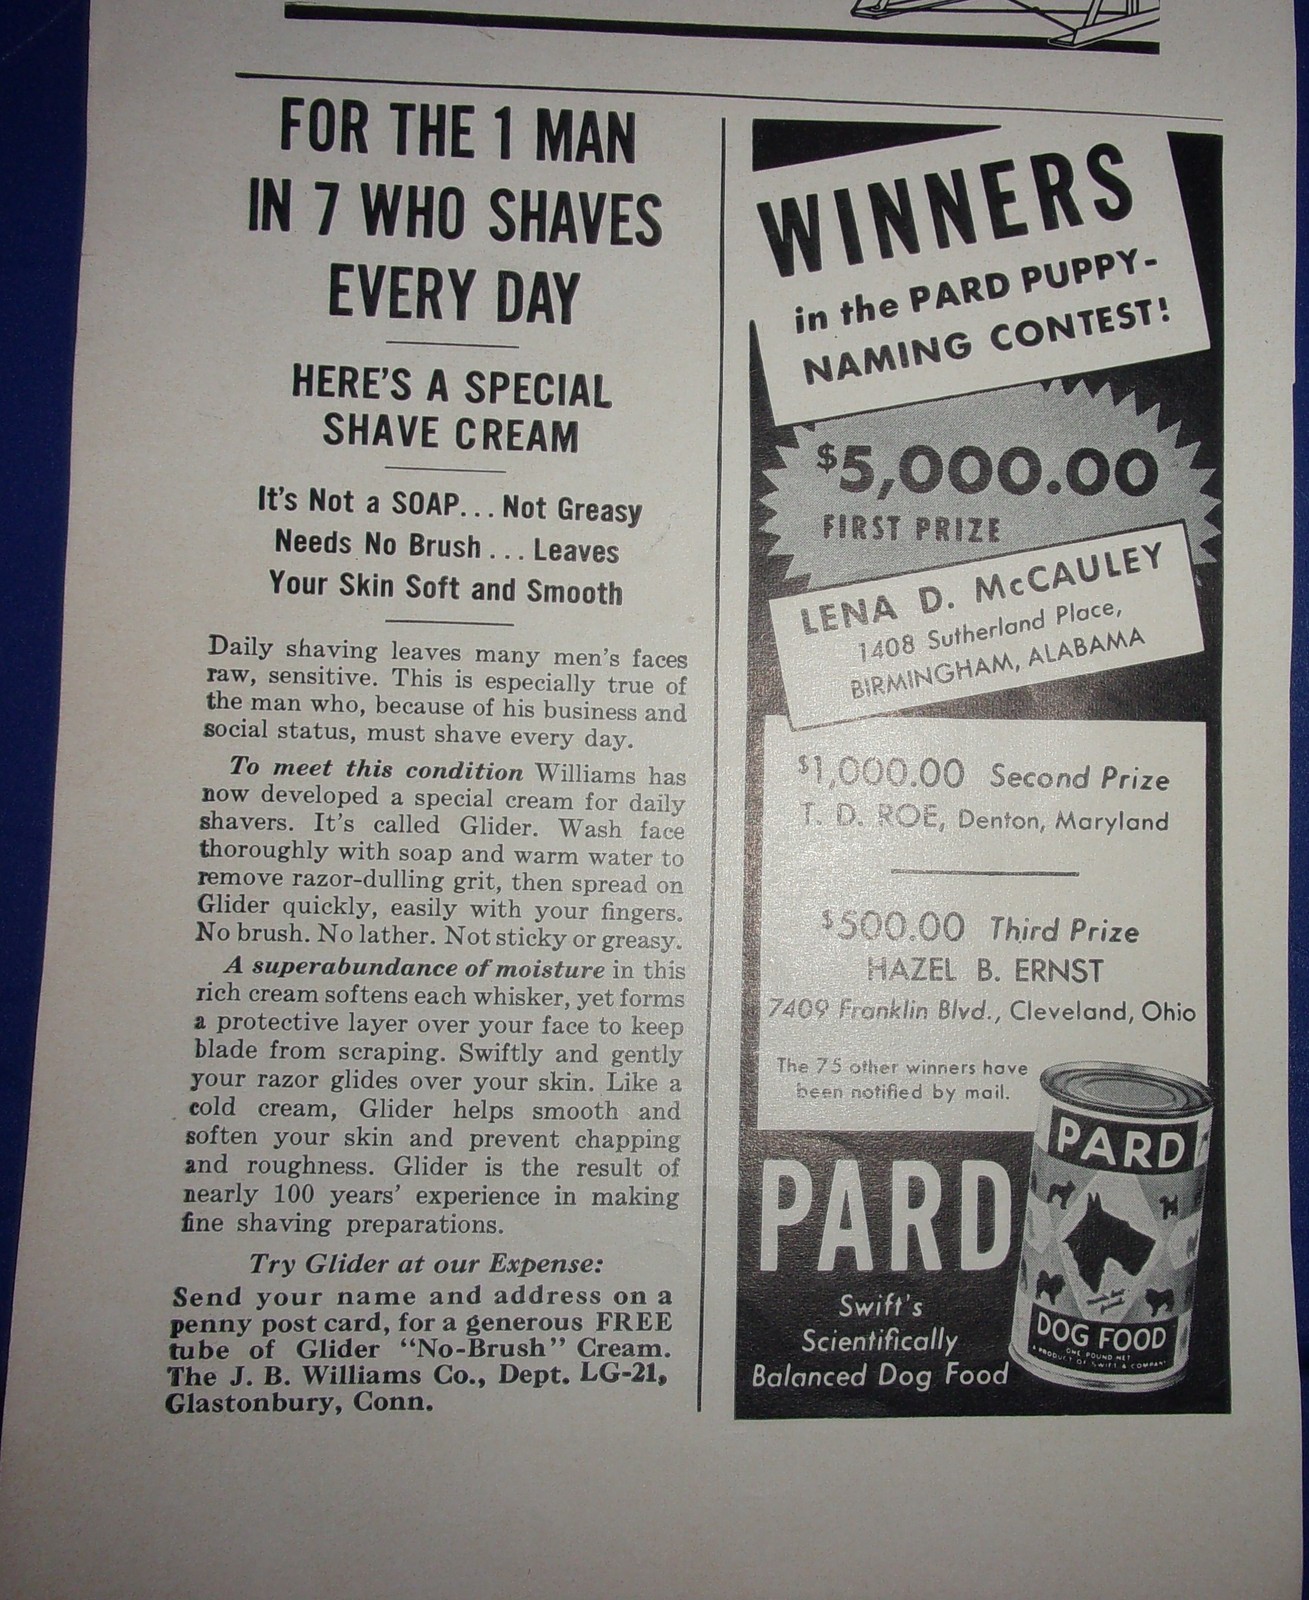 FOR THE 1 MAN
IN 7 WHO SHAVES
EVERY DAY
HERE'S A SPECIAL
SHAVE CREAM
It's Not a SOAP... Not Greasy
Needs No Brush... Leaves
Your Skin Soft and Smooth
Daily shaving leaves many men's faces
raw, sensitive. This is especially true of
the man who, because of his business and
social status, must shave every day.
To meet this condition Williams has
now developed a special cream for daily
shavers. It's called Glider. Wash face
thoroughly with soap and warm water to
remove razor-dulling grit, then spread on
Glider quickly, easily with your fingers.
No brush. No lather. Not sticky or greasy.
A superabundance of moisture in this
rich cream softens each whisker, yet forms
a protective layer over your face to keep
blade from scraping. Swiftly and gently
your razor glides over your skin. Like a
cold cream, Glider helps smooth and
soften your skin and prevent chapping
and roughness. Glider is the result of
nearly 100 years' experience in making
fine shaving preparations.
Try Glider at our Expense:
Send your name and address on a
penny post card, for a generous FREE
tube of Glider "No-Brush" Cream.
The J. B. Williams Co., Dept. LG-21,
Glastonbury, Conn.
WINNERS
in the PARD PUPPY-
NAMING CONTEST!
$5,000.00
FIRST PRIZE
LENA D. McCAULEY
1408 Sutherland Place,
BIRMINGHAM, ALABAMA
$1,000.00 Second Prize
T. D. ROE, Denton, Maryland
$500.00 Third Prize
HAZEL B. ERNST
7409 Franklin Blvd., Cleveland, Ohio
The 75 other winners have
been notified by mail.
PARD
Swift's
Scientifically
Balanced Dog Food
PARD
DOG FOOD
ONE POUND NET
A PRODUCT OF SWIFT & COMPANY